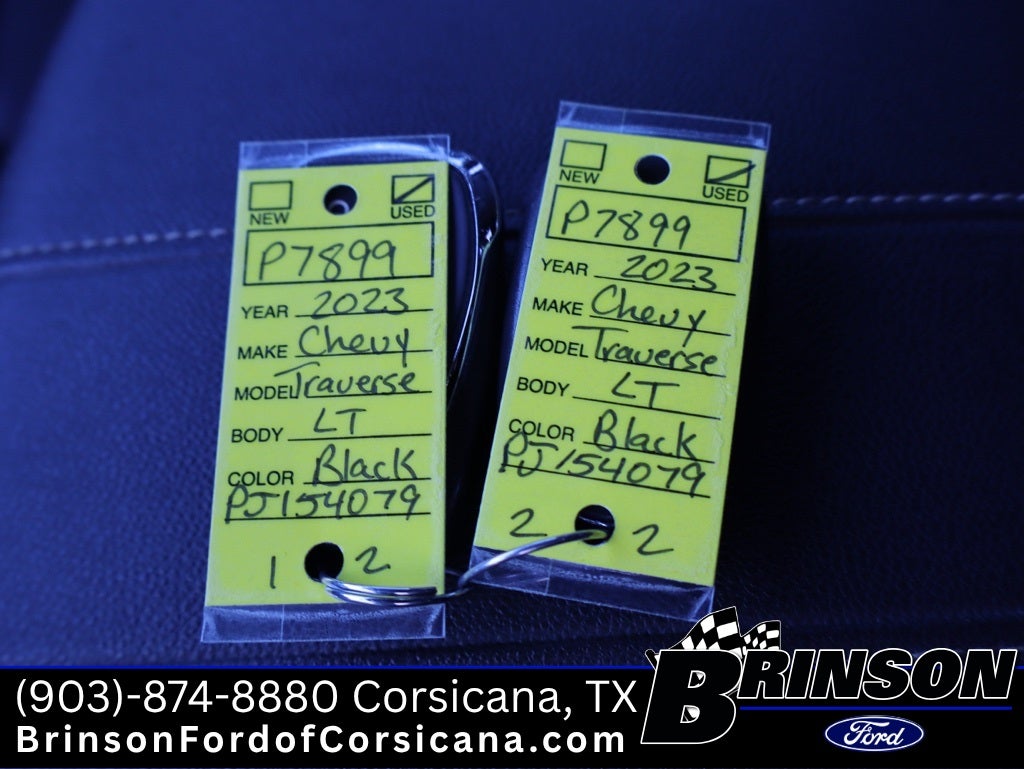 NEW USED
P7899
YEAR 2023
MAKE Chevy
MODEL Traverse
BODY LT
COLOR Black
PJ154079
1 2
NEW USED
P7899
YEAR 2023
MAKE Chevy
MODEL Traverse
BODY LT
COLOR Black
PJ154079
2 2
(903)-874-8880 Corsicana, TX
BrinsonFordofCorsicana.com
BRINSON
Ford